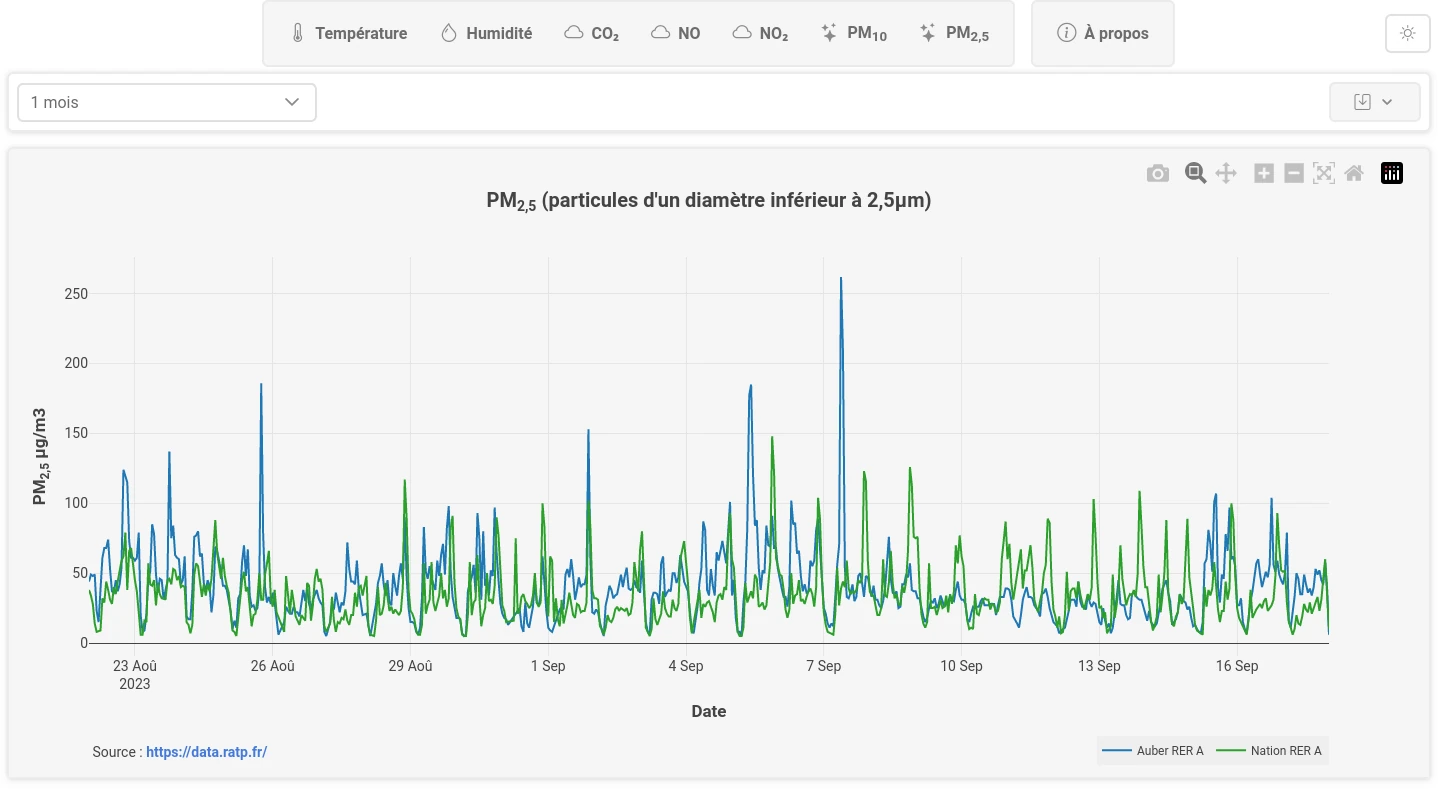 Température Humidité CO₂ NO NO₂ PM₁₀ PM₂,₅ À propos
1 mois
PM₂,₅ (particules d'un diamètre inférieur à 2,5µm)
PM₂,₅ µg/m3
250
200
150
100
50
0
23 Aoû 26 Aoû 29 Aoû 1 Sep 4 Sep 7 Sep 10 Sep 13 Sep 16 Sep
2023
Date
Source : https://data.ratp.fr/
Auber RER A Nation RER A